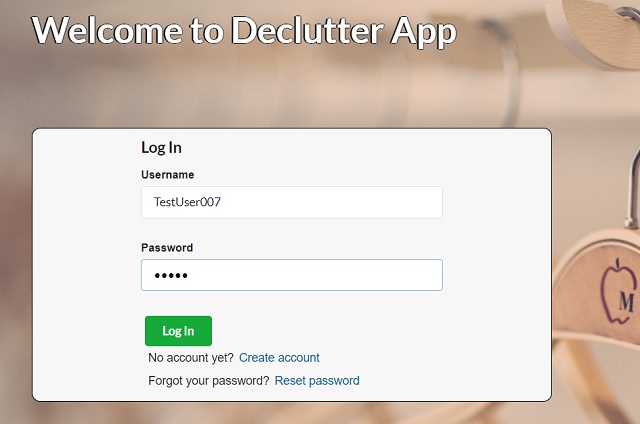 Welcome to Declutter App
Log In
Username
TestUser007
Password
•••••
Log In
No account yet? Create account
Forgot your password? Reset password
M